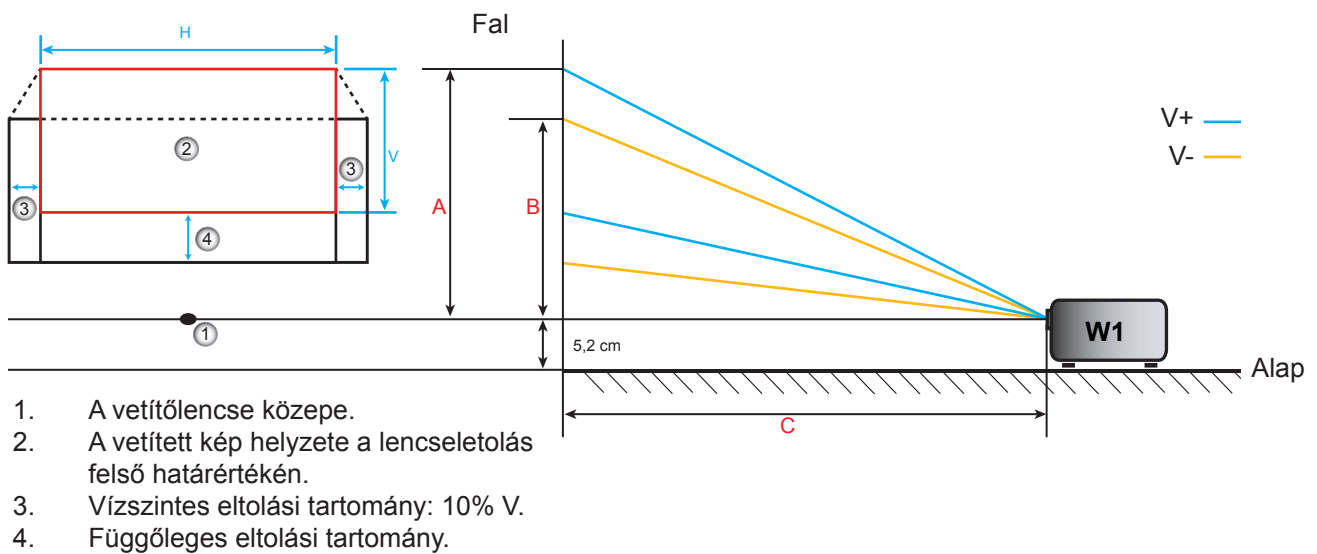 H
Fal
V+
V-
2
V
3
3
A
B
4
1
5,2 cm
W1
Alap
C
1. A vetítőlencse közepe.
2. A vetített kép helyzete a lencseletolás
felső határértékén.
3. Vízszintes eltolási tartomány: 10% V.
4. Függőleges eltolási tartomány.